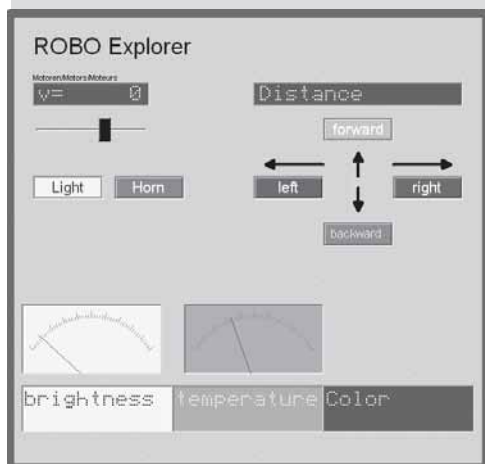 ROBO Explorer
Motoren/Motors/Moteurs
v= 0
Distance
forward
Light Horn left right
backward
brightness temperature Color